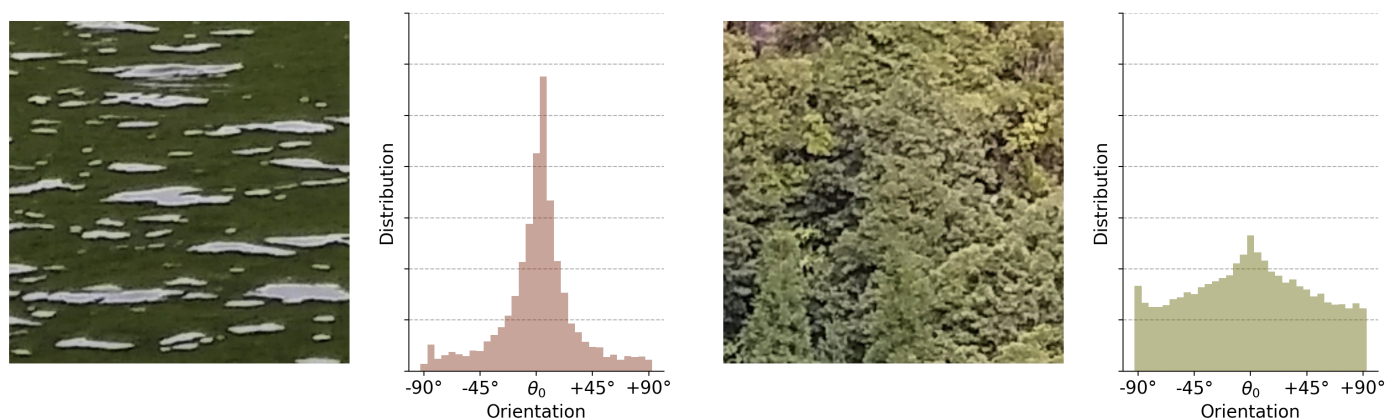 Distribution
-90° -45° θ₀ +45° +90°
Orientation
Distribution
-90° -45° θ₀ +45° +90°
Orientation